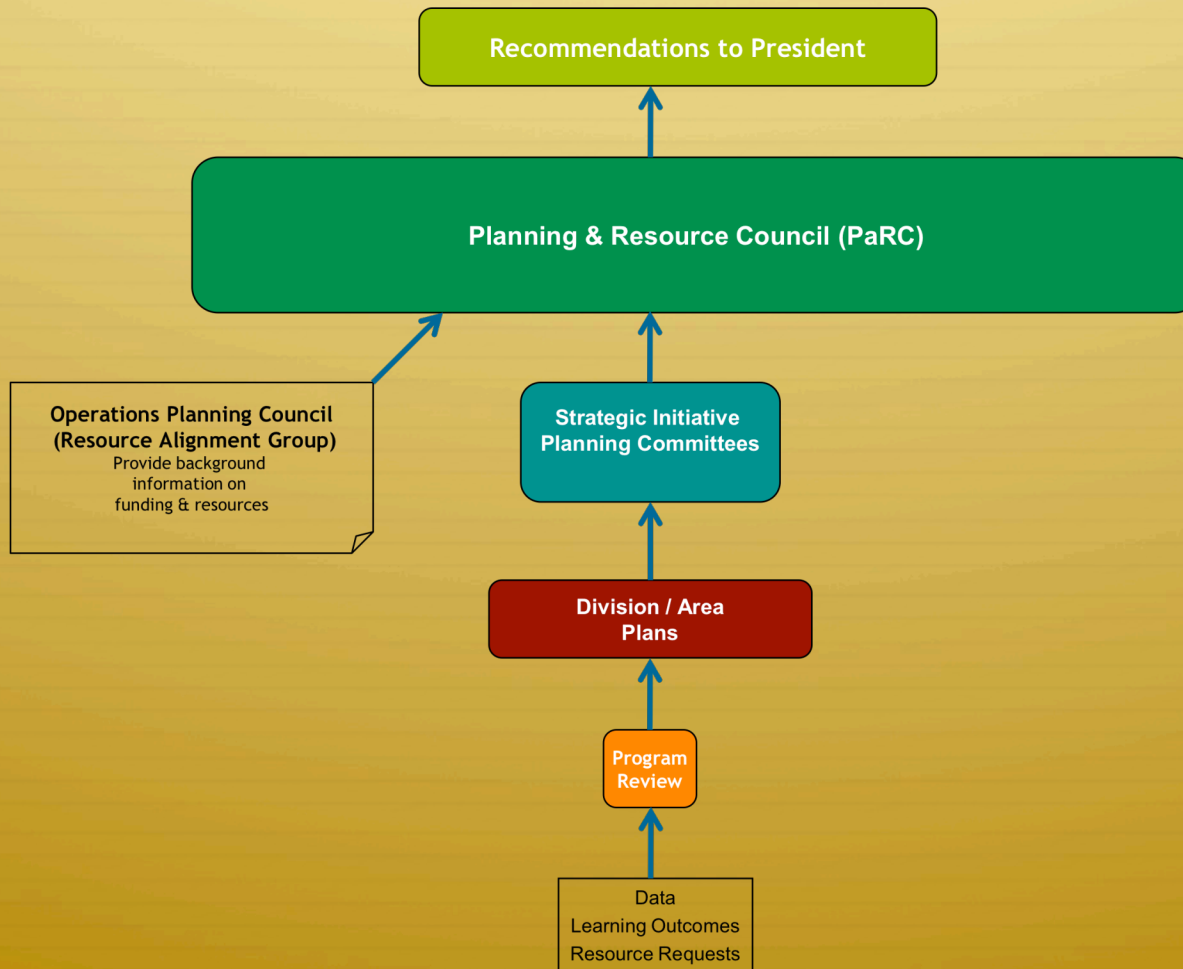 Recommendations to President
Planning & Resource Council (PaRC)
Operations Planning Council
(Resource Alignment Group)
Provide background
information on
funding & resources
Strategic Initiative
Planning Committees
Division / Area
Plans
Program
Review
Data
Learning Outcomes
Resource Requests